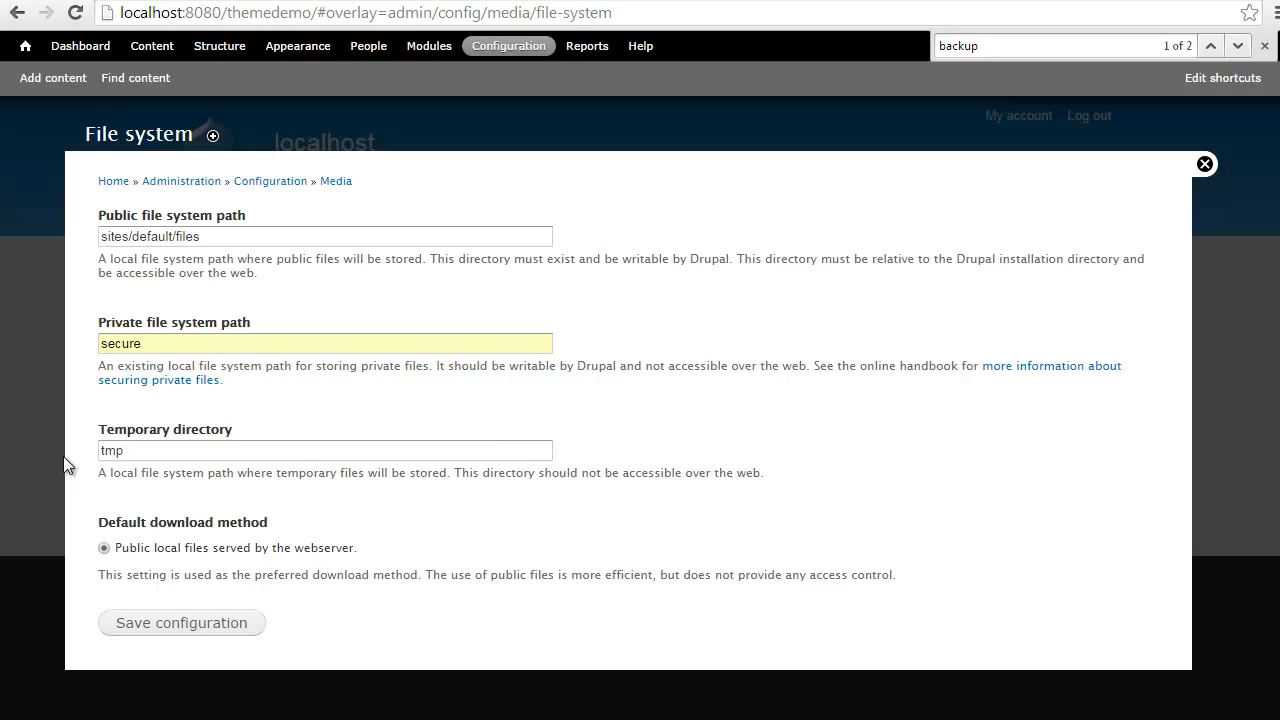 localhost:8080/themedemo/#overlay=admin/config/media/file-system
Dashboard Content Structure Appearance People Modules Configuration Reports Help
backup 1 of 2
Add content Find content Edit shortcuts
My account Log out
File system
localhost
Home » Administration » Configuration » Media
Public file system path
sites/default/files
A local file system path where public files will be stored. This directory must exist and be writable by Drupal. This directory must be relative to the Drupal installation directory and
be accessible over the web.
Private file system path
secure
An existing local file system path for storing private files. It should be writable by Drupal and not accessible over the web. See the online handbook for more information about
securing private files.
Temporary directory
tmp
A local file system path where temporary files will be stored. This directory should not be accessible over the web.
Default download method
Public local files served by the webserver.
This setting is used as the preferred download method. The use of public files is more efficient, but does not provide any access control.
Save configuration